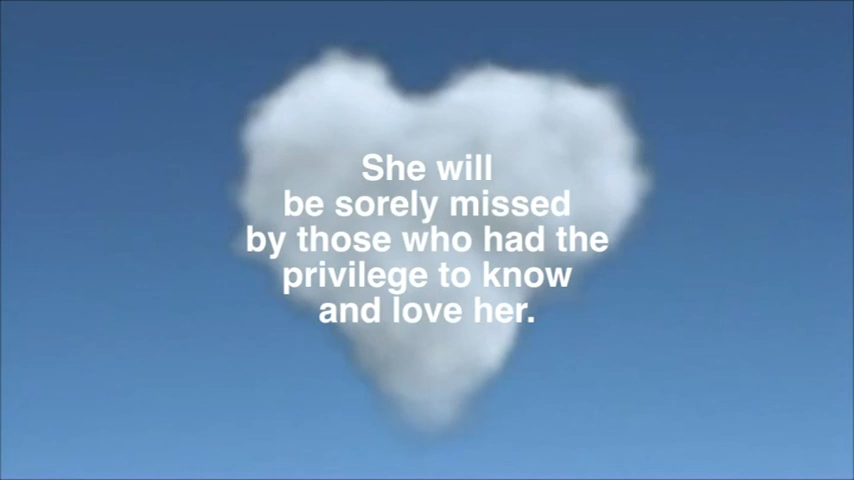 She will
be sorely missed
by those who had the
privilege to know
and love her.